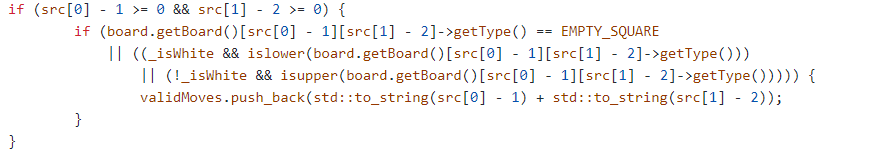 if (src[0] - 1 >= 0 && src[1] - 2 >= 0) {
        if (board.getBoard()[src[0] - 1][src[1] - 2]->getType() == EMPTY_SQUARE
            || ((_isWhite && islower(board.getBoard()[src[0] - 1][src[1] - 2]->getType()))
                || (!_isWhite && isupper(board.getBoard()[src[0] - 1][src[1] - 2]->getType())))) {
                validMoves.push_back(std::to_string(src[0] - 1) + std::to_string(src[1] - 2));
        }
}